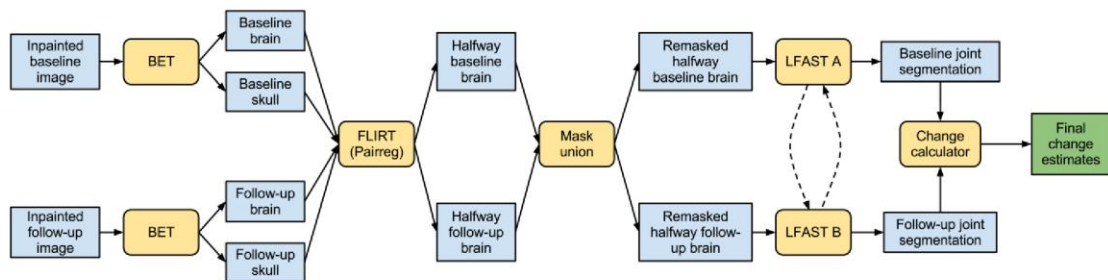 Inpainted
baseline
image
BET
Baseline
brain
Baseline
skull
FLIRT
(Pairreg)
Halfway
baseline
brain
Mask
union
Remasked
halfway
baseline brain
LFAST A
Baseline joint
segmentation
Change
calculator
Final
change
estimates
Inpainted
follow-up
image
BET
Follow-up
brain
Follow-up
skull
Halfway
follow-up
brain
Remasked
halfway follow-
up brain
LFAST B
Follow-up joint
segmentation